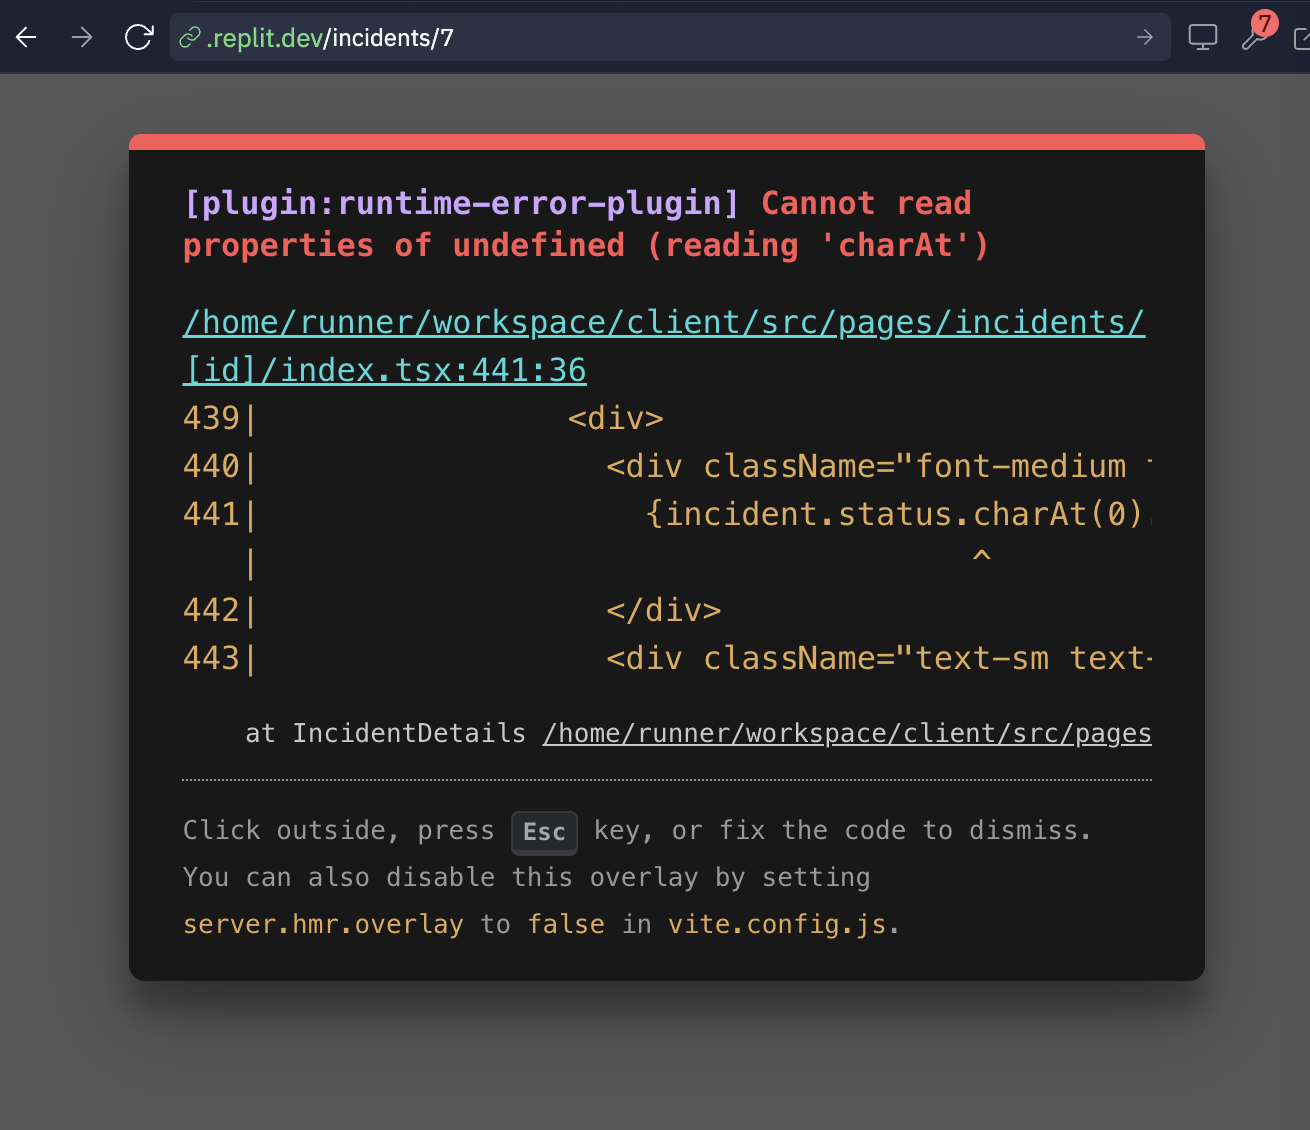 .replit.dev/incidents/7
7
[plugin:runtime-error-plugin] Cannot read
properties of undefined (reading 'charAt')
/home/runner/workspace/client/src/pages/incidents/
[id]/index.tsx:441:36
439|                <div>
440|                  <div className="font-medium
441|                    {incident.status.charAt(0)
   |                                     ^
442|                  </div>
443|                  <div className="text-sm text-
at IncidentDetails /home/runner/workspace/client/src/pages
Click outside, press Esc key, or fix the code to dismiss.
You can also disable this overlay by setting
server.hmr.overlay to false in vite.config.js.